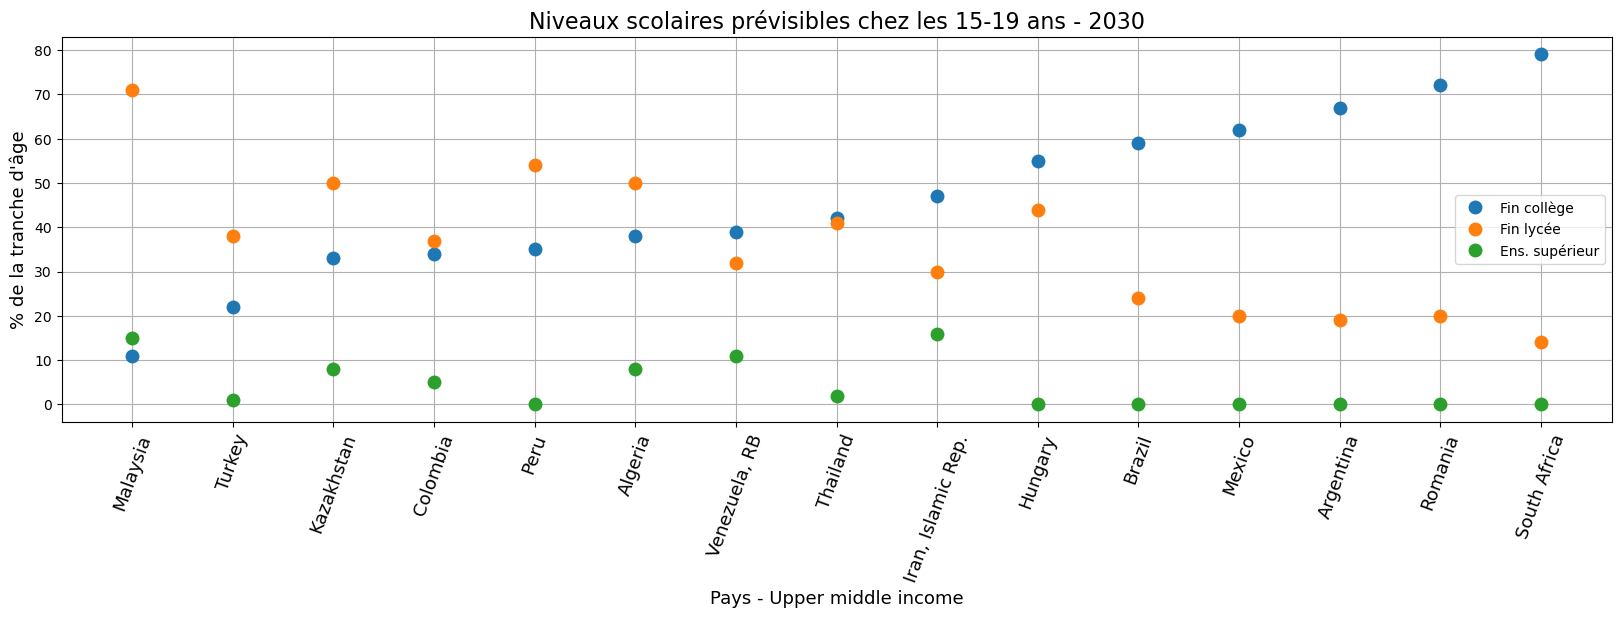 Niveaux scolaires prévisibles chez les 15-19 ans - 2030
% de la tranche d'âge
80
70
60
50
40
30
20
10
0
Fin collège
Fin lycée
Ens. supérieur
Malaysia
Turkey
Kazakhstan
Colombia
Peru
Algeria
Venezuela, RB
Thailand
Iran, Islamic Rep.
Hungary
Brazil
Mexico
Argentina
Romania
South Africa
Pays - Upper middle income